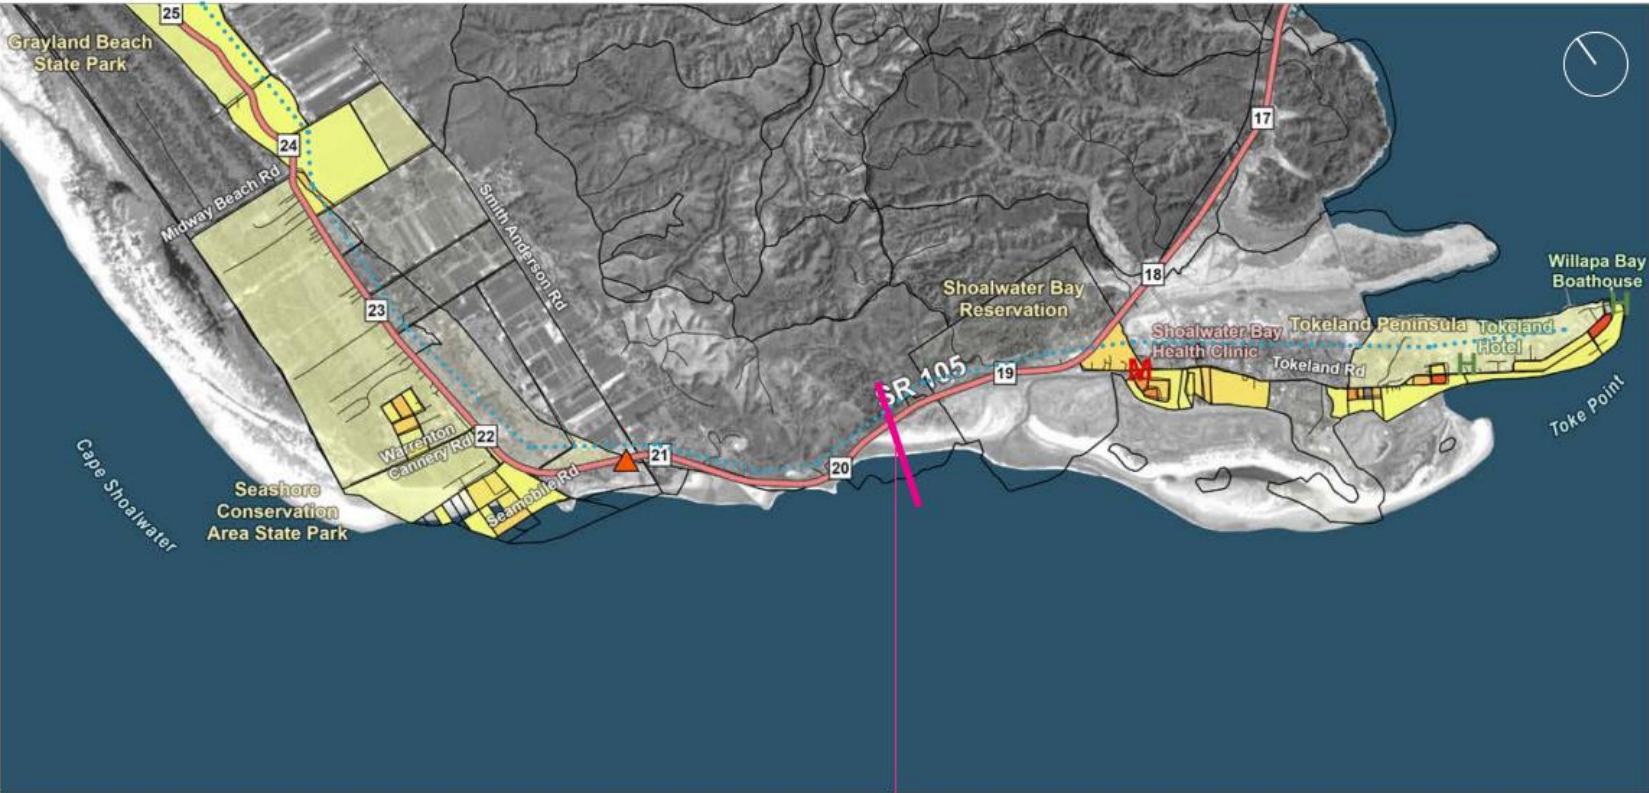 25
Grayland Beach
State Park
24
Midway Beach Rd
Smith Anderson Rd
23
22
Warrenton
Cannery Rd
Seamobile Rd
Cape Shoalwater
Seashore
Conservation
Area State Park
21
20
SR 105
19
Shoalwater Bay
Reservation
18
17
Shoalwater Bay
Health Clinic
M
Tokeland Peninsula
Tokeland
Hotel
H
Tokeland Rd
Willapa Bay
Boathouse
H
Toke Point